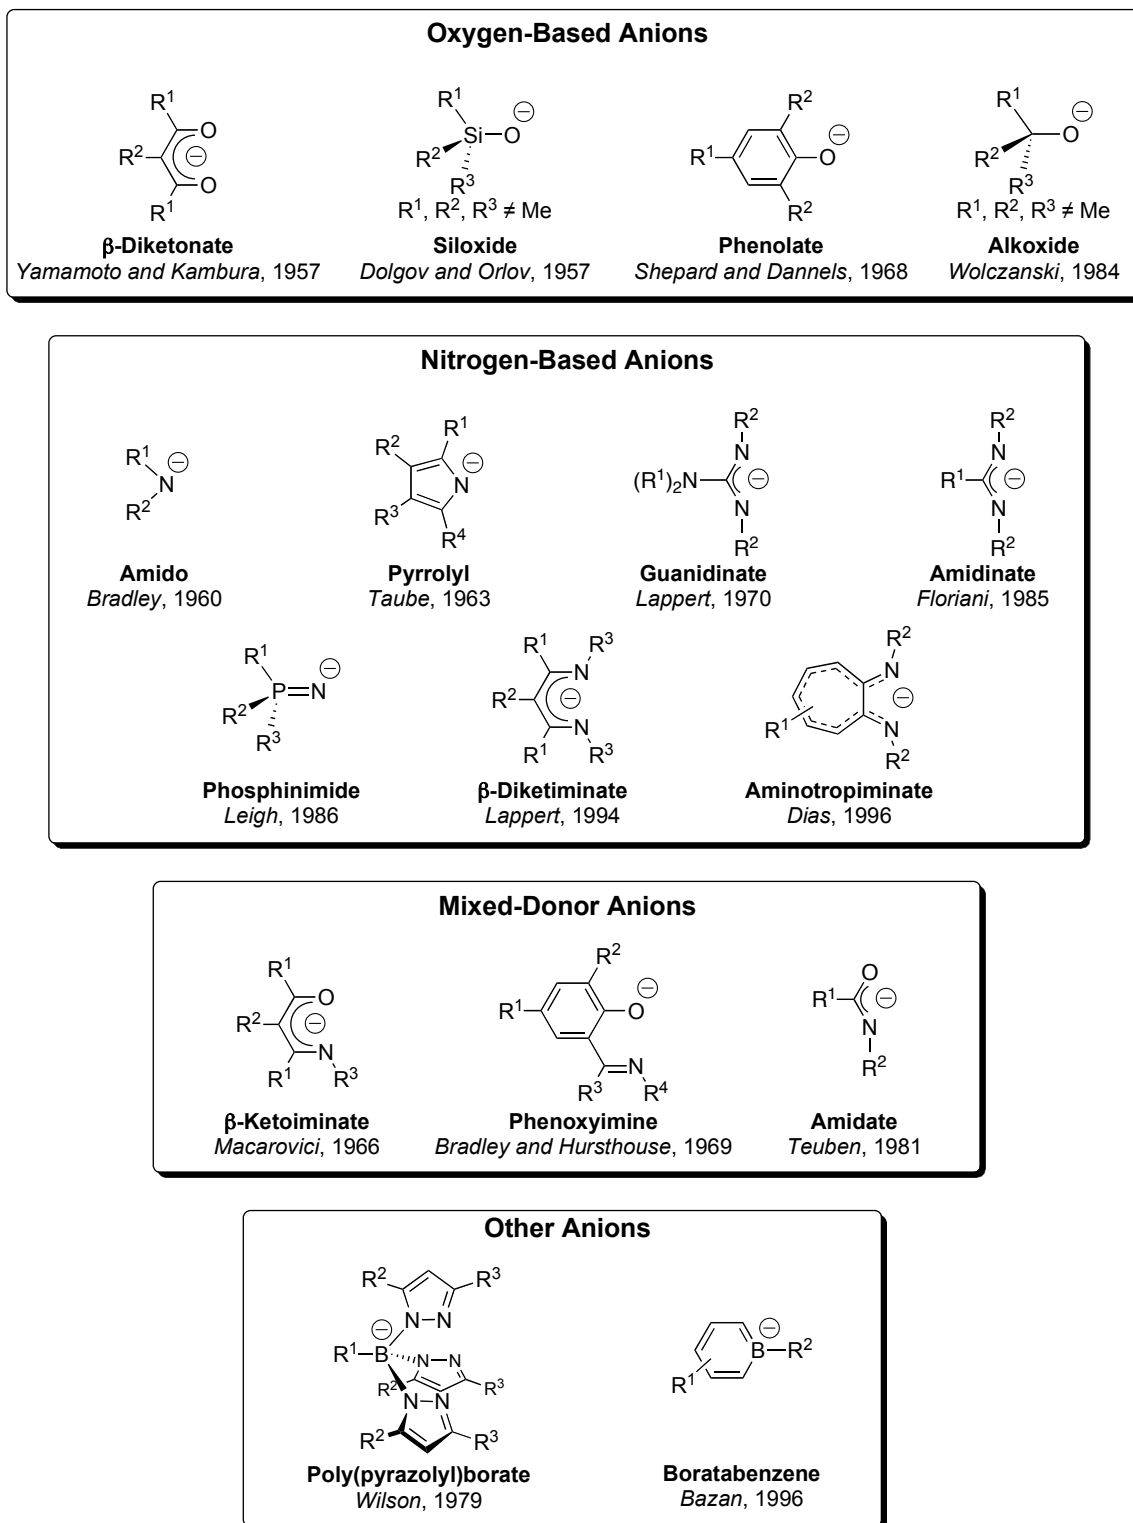 Oxygen-Based Anions
R1 O R2 O R1
R1 Si O R2 R3
R1, R2, R3 ≠ Me
R2 R1 O R2
R1 O R2 R3
R1, R2, R3 ≠ Me
β-Diketonate Siloxide Phenolate Alkoxide
Yamamoto and Kambura, 1957 Dolgov and Orlov, 1957 Shepard and Dannels, 1968 Wolczanski, 1984
Nitrogen-Based Anions
R1 N R2
R1 R2 N R3 R4
R2 N (R1)2N N R2
R2 N R1 N R2
Amido Pyrrolyl Guanidinate Amidinate
Bradley, 1960 Taube, 1963 Lappert, 1970 Floriani, 1985
R1 P N R2 R3
R1 R3 N R2 N R1 R3
R2 N R1 N R2
Phosphinimide β-Diketiminate Aminotropiminate
Leigh, 1986 Lappert, 1994 Dias, 1996
Mixed-Donor Anions
R1 O R2 N R1 R3
R2 R1 O N R3 R4
O R1 N R2
β-Ketoiminate Phenoxyimine Amidate
Macarovici, 1966 Bradley and Hursthouse, 1969 Teuben, 1981
Other Anions
R2 R3 N N R1 B N N R2 R3 N N R2 R3
B R2 R1
Poly(pyrazolyl)borate Boratabenzene
Wilson, 1979 Bazan, 1996